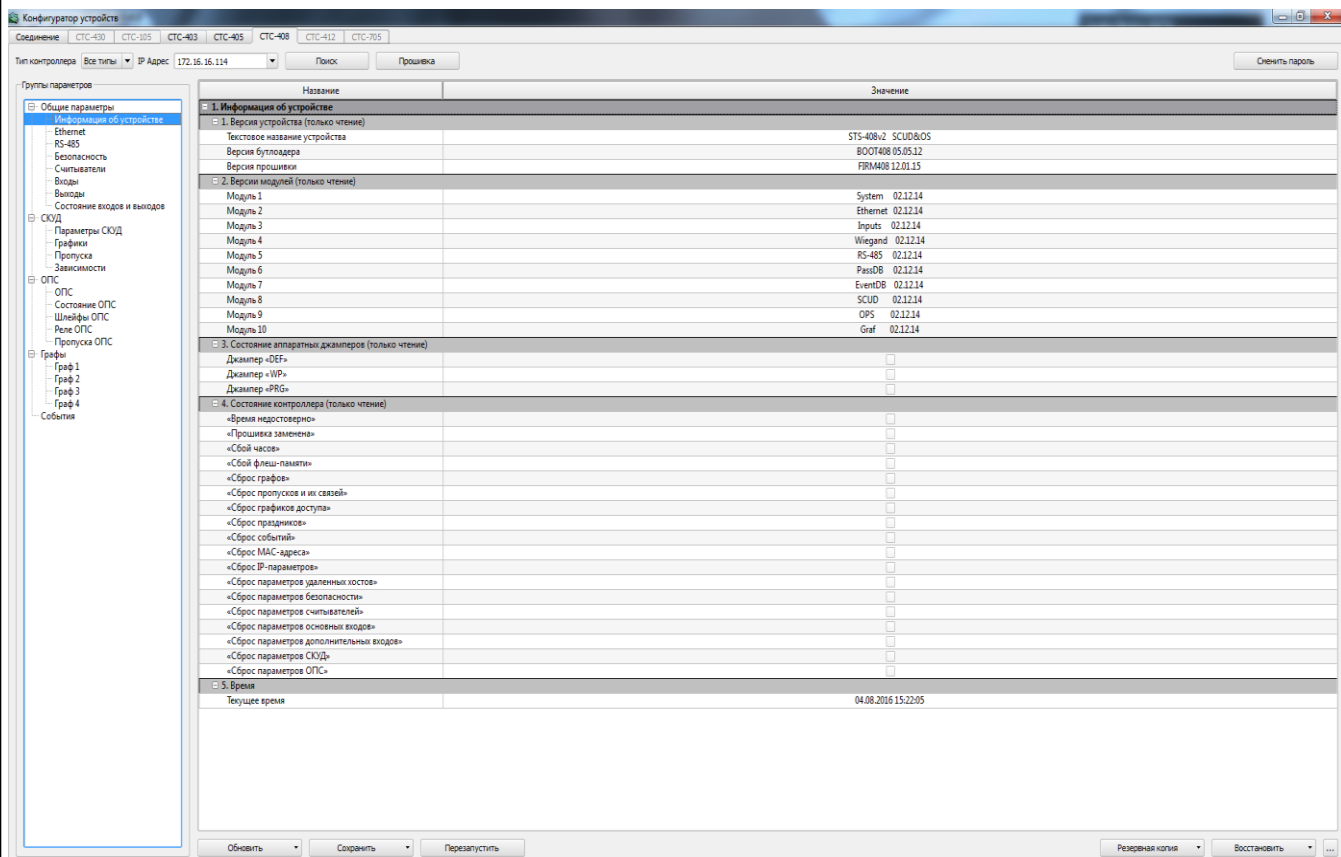 Конфигуратор устройств
Соединение СТС-430 СТС-105 СТС-403 СТС-405 СТС-408 СТС-412 СТС-705
Тип контроллера Все типы IP Адрес 172.16.16.114 Поиск Прошивка Сменить пароль
Группы параметров
Общие параметры
Информация об устройстве
Ethernet
RS-485
Безопасность
Считыватели
Входы
Выходы
Состояние входов и выходов
СКУД
Параметры СКУД
Графики
Пропуска
Зависимости
ОПС
ОПС
Состояние ОПС
Шлейфы ОПС
Реле ОПС
Пропуска ОПС
Графы
Граф 1
Граф 2
Граф 3
Граф 4
События
Название Значение
1. Информация об устройстве
1. Версия устройства (только чтение)
Текстовое название устройства STS-408v2 SCUD&OS
Версия бутлоадера BOOT408 05.05.12
Версия прошивки FIRM408 12.01.15
2. Версии модулей (только чтение)
Модуль 1 System 02.12.14
Модуль 2 Ethernet 02.12.14
Модуль 3 Inputs 02.12.14
Модуль 4 Wiegand 02.12.14
Модуль 5 RS-485 02.12.14
Модуль 6 PassDB 02.12.14
Модуль 7 EventDB 02.12.14
Модуль 8 SCUD 02.12.14
Модуль 9 OPS 02.12.14
Модуль 10 Graf 02.12.14
3. Состояние аппаратных джамперов (только чтение)
Джампер «DEF»
Джампер «WP»
Джампер «PRG»
4. Состояние контроллера (только чтение)
«Время недостоверно»
«Прошивка заменена»
«Сбой часов»
«Сбой флеш-памяти»
«Сброс графов»
«Сброс пропусков и их связей»
«Сброс графиков доступа»
«Сброс праздников»
«Сброс событий»
«Сброс MAC-адреса»
«Сброс IP-параметров»
«Сброс параметров удаленных хостов»
«Сброс параметров безопасности»
«Сброс параметров считывателей»
«Сброс параметров основных входов»
«Сброс параметров дополнительных входов»
«Сброс параметров СКУД»
«Сброс параметров ОПС»
5. Время
Текущее время 04.08.2016 15:22:05
Обновить Сохранить Перезапустить Резервная копия Восстановить ...